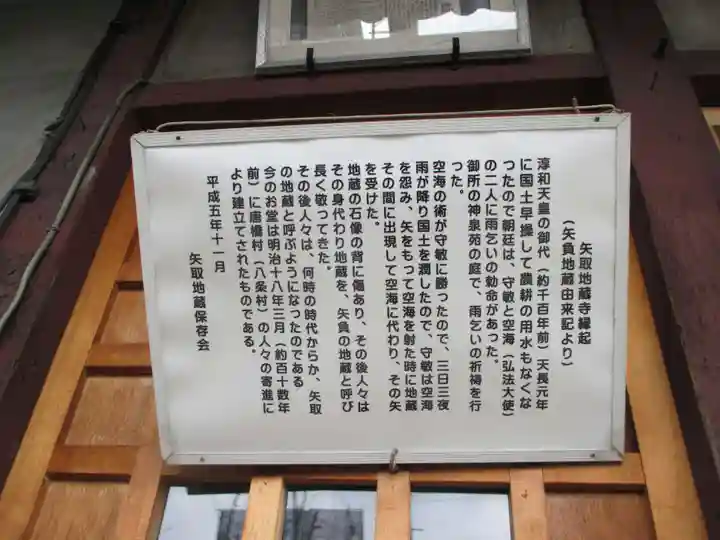 矢取地蔵寺縁起
(矢負地蔵由来記より)
淳和天皇の御代(約千百年前)天長元年
に国土早操して農耕の用水もなくな
ったので朝廷は、守敏と空海(弘法大使)
の二人に雨乞いの勅命があった。
御所の神泉苑の庭で、雨乞いの祈祷を行
った。
空海の術が守敏に勝ったので、三日三夜
雨が降り国土を潤したので、守敏は空海
を怨み、矢をもって空海を射た時に地蔵
その間に出現して空海に代わり、その矢
を受けた。
地蔵の石像の背に傷あり、その後人々は
その身代わり地蔵を、矢負の地蔵と呼び
長く敬ってきた。
その後人々は、何時の時代からか、矢取
の地蔵と呼ぶようになったのである
今のお堂は明治十八年三月(約百十数年
前)に唐橋村(八条村)の人々の寄進に
より建立てされたものである。
平成五年十一月
矢取地蔵保存会